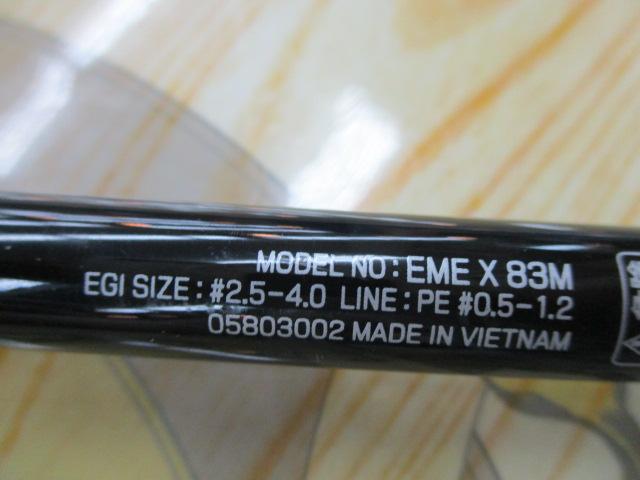 MODEL NO : EME X 83M
EGI SIZE : #2.5-4.0 LINE : PE #0.5-1.2
05803002 MADE IN VIETNAM